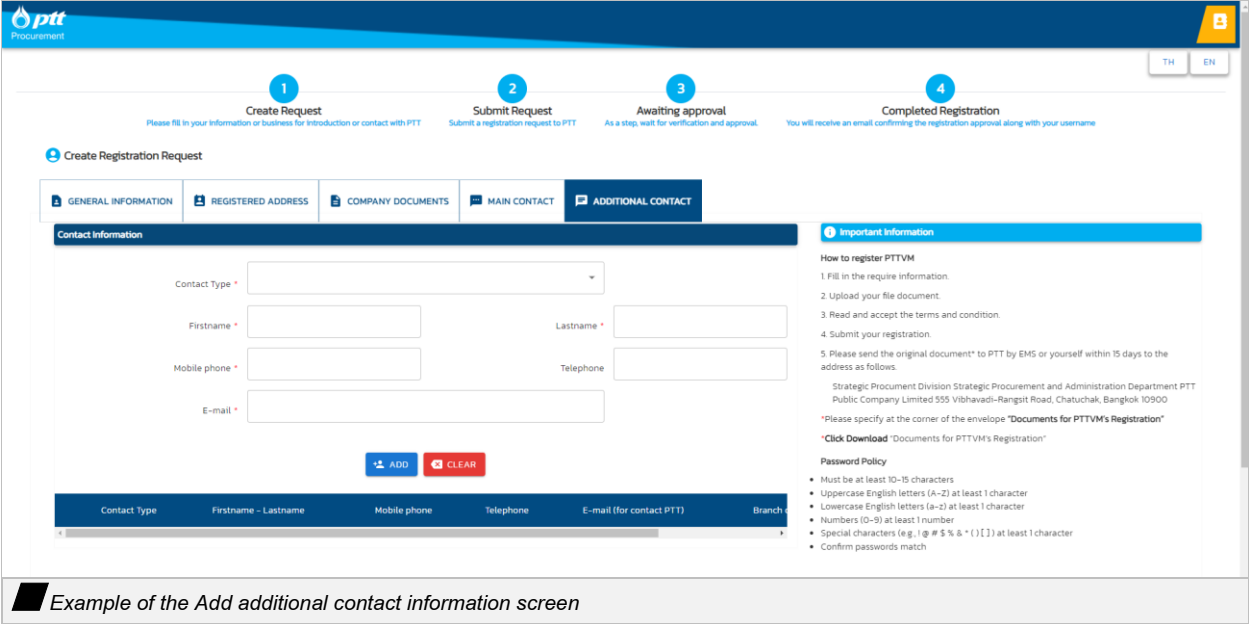 ptt
Procurement
TH EN
1 2 3 4
Create Request Submit Request Awaiting approval Completed Registration
Please fill in your information or business for introduction or contact with PTT Submit a registration request to PTT As a step, wait for verification and approval. You will receive an email confirming the registration approval along with your username
Create Registration Request
GENERAL INFORMATION REGISTERED ADDRESS COMPANY DOCUMENTS MAIN CONTACT ADDITIONAL CONTACT
Contact Information
Contact Type *
Firstname * Lastname *
Mobile phone * Telephone
E-mail *
ADD CLEAR
Contact Type Firstname - Lastname Mobile phone Telephone E-mail (for contact PTT) Branch
Important Information
How to register PTTVM
1. Fill in the require information.
2. Upload your file document.
3. Read and accept the terms and condition.
4. Submit your registration.
5. Please send the original document* to PTT by EMS or yourself within 15 days to the
address as follows.
Strategic Procument Division Strategic Procurement and Administration Department PTT
Public Company Limited 555 Vibhavadi-Rangsit Road, Chatuchak, Bangkok 10900
*Please specify at the corner of the envelope "Documents for PTTVM's Registration"
*Click Download "Documents for PTTVM's Registration"
Password Policy
• Must be at least 10-15 characters
• Uppercase English letters (A-Z) at least 1 character
• Lowercase English letters (a-z) at least 1 character
• Numbers (0-9) at least 1 number
• Special characters (e.g., ! @ # $ % & * ( ) [ ] ) at least 1 character
• Confirm passwords match
Example of the Add additional contact information screen